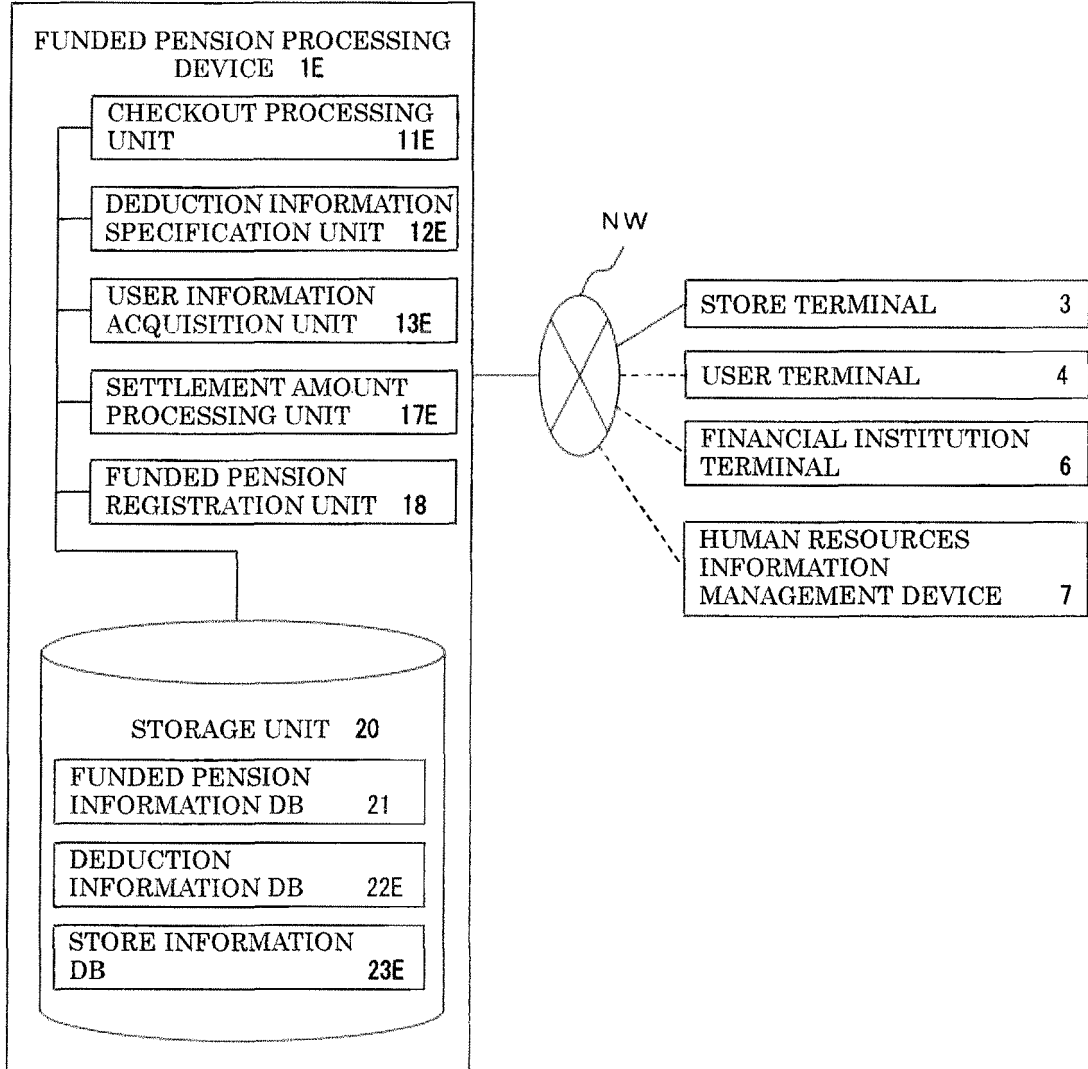 FUNDED PENSION PROCESSING
DEVICE 1E
CHECKOUT PROCESSING
UNIT 11E
DEDUCTION INFORMATION
SPECIFICATION UNIT 12E
USER INFORMATION
ACQUISITION UNIT 13E
SETTLEMENT AMOUNT
PROCESSING UNIT 17E
FUNDED PENSION
REGISTRATION UNIT 18
STORAGE UNIT 20
FUNDED PENSION
INFORMATION DB 21
DEDUCTION
INFORMATION DB 22E
STORE INFORMATION
DB 23E
NW
STORE TERMINAL 3
USER TERMINAL 4
FINANCIAL INSTITUTION
TERMINAL 6
HUMAN RESOURCES
INFORMATION
MANAGEMENT DEVICE 7